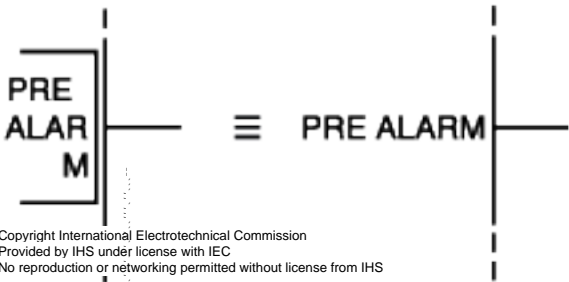 PRE
ALAR
M
≡ PRE ALARM
Copyright International Electrotechnical Commission
Provided by IHS under license with IEC
No reproduction or networking permitted without license from IHS